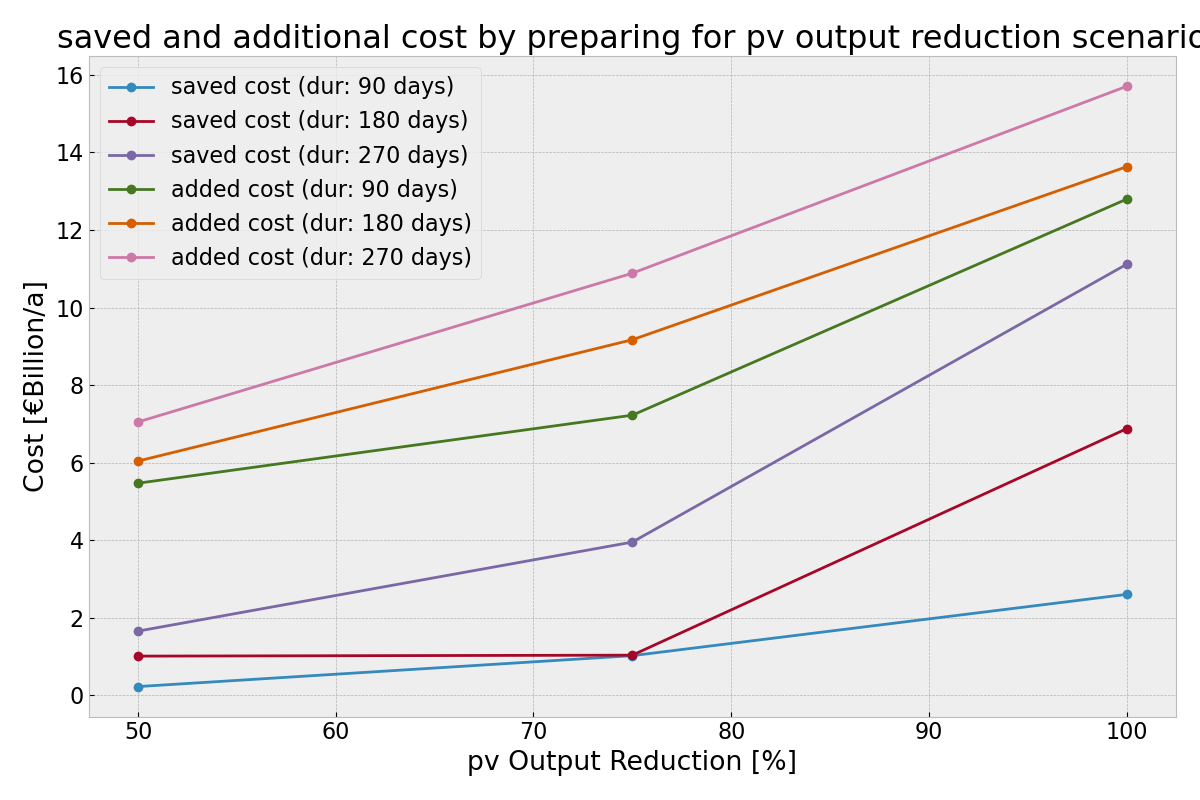 saved and additional cost by preparing for pv output reduction scenario
saved cost (dur: 90 days)
saved cost (dur: 180 days)
saved cost (dur: 270 days)
added cost (dur: 90 days)
added cost (dur: 180 days)
added cost (dur: 270 days)
Cost [€Billion/a]
16
14
12
10
8
6
4
2
0
50 60 70 80 90 100
pv Output Reduction [%]